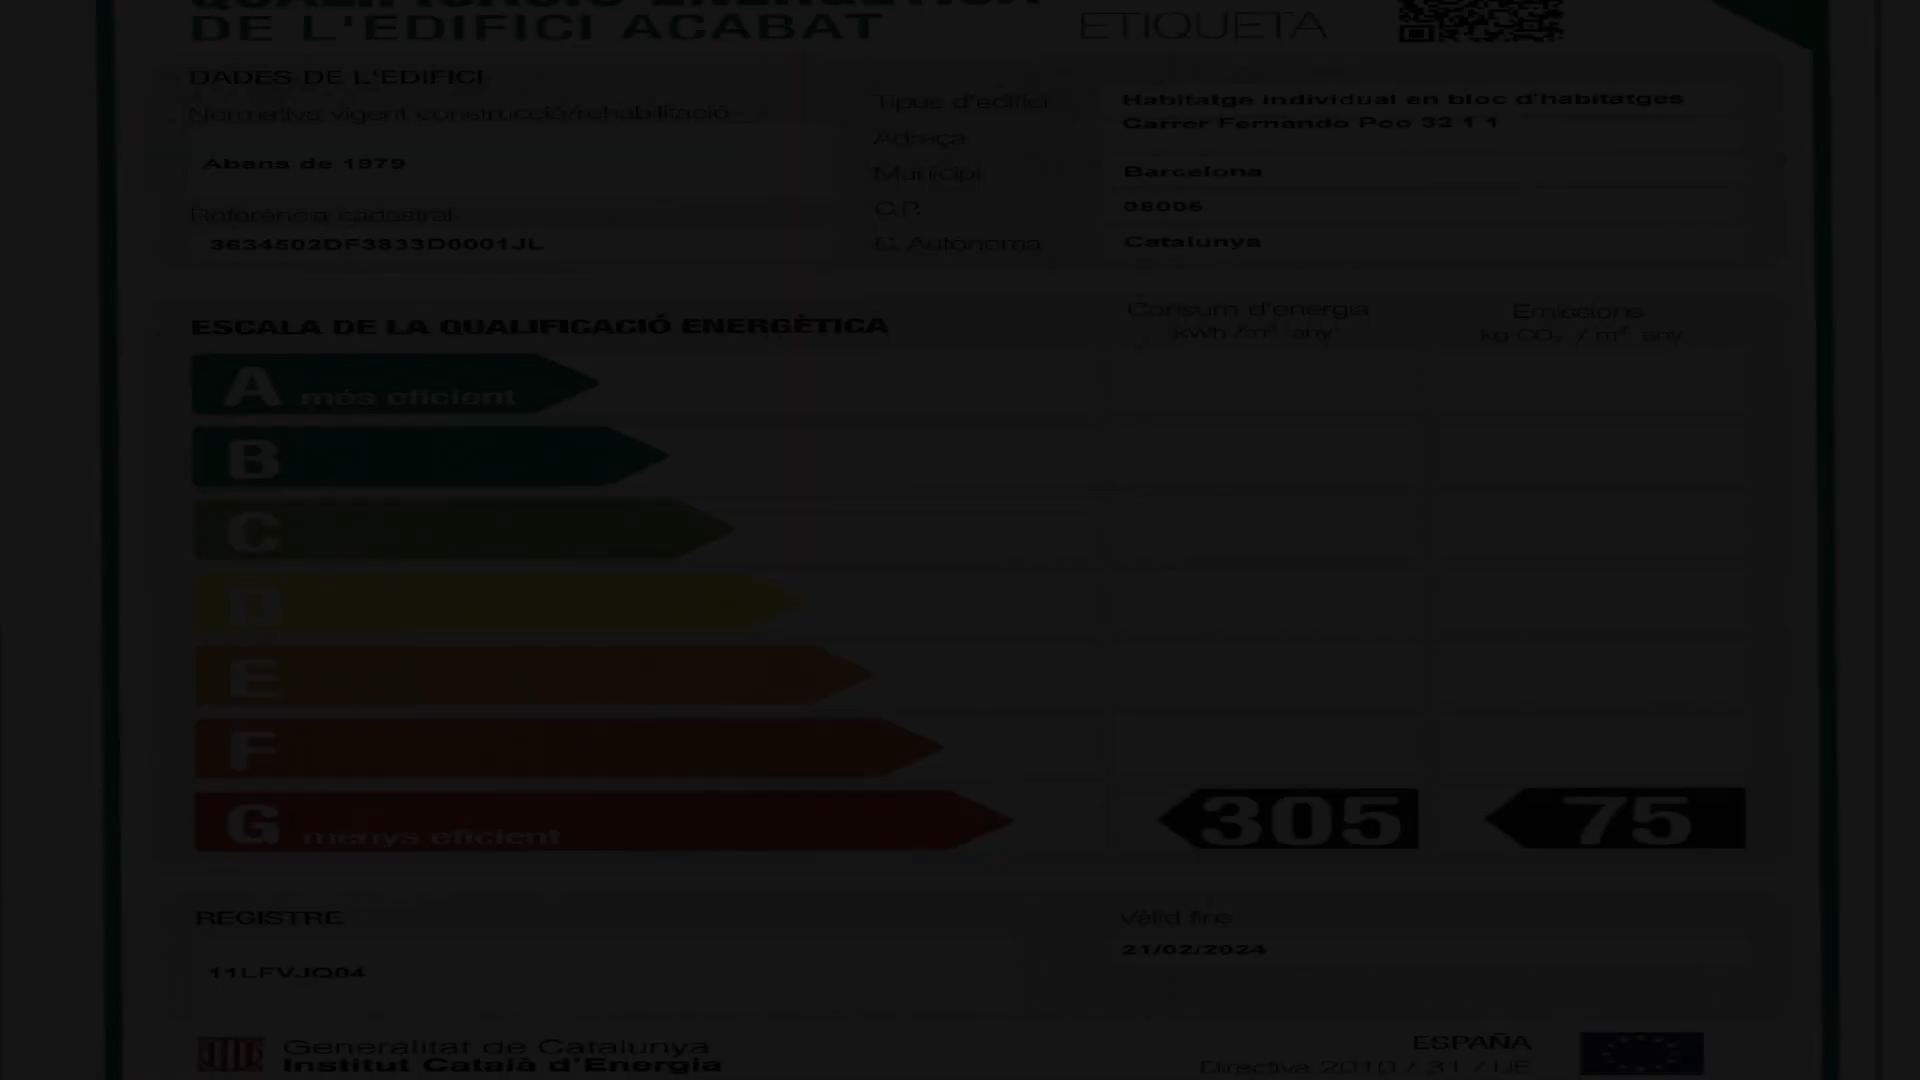 QUALIFICACIÓ ENERGÈTICA
DE L'EDIFICI ACABAT
ETIQUETA
DADES DE L'EDIFICI
Normativa vigent construcció/rehabilitació
Abans de 1979
Referència cadastral
3634502DF3833D0001JL
Tipus d'edifici
Habitatge individual en bloc d'habitatges
Adreça
Carrer Fernando Poo 32 1 1
Municipi
Barcelona
C.P.
08005
C. Autònoma
Catalunya
ESCALA DE LA QUALIFICACIÓ ENERGÈTICA
Consum d'energia
kWh /m² any
Emissions
kg CO₂ / m² any
A més eficient
B
C
D
E
F
G menys eficient
305
75
REGISTRE
11LFVJQ04
Vàlid fins
21/02/2024
Generalitat de Catalunya
Institut Català d'Energia
ESPAÑA
Directiva 2010 / 31 / UE